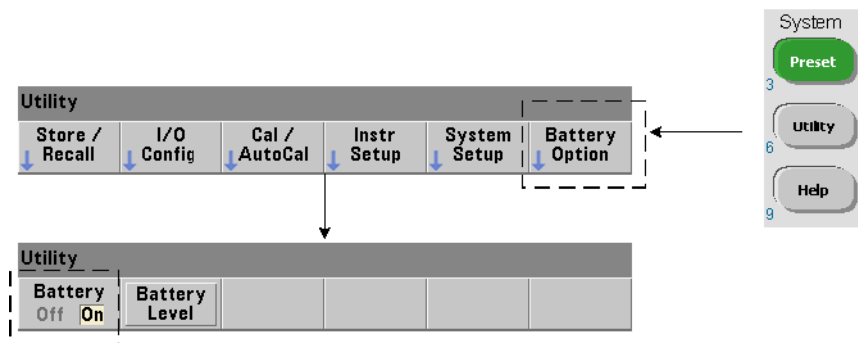 System
Preset
3
Utility
6
Help
9
Utility
Store / Recall
I/O Config
Cal / AutoCal
Instr Setup
System Setup
Battery Option
Utility
Battery
Off On
Battery Level